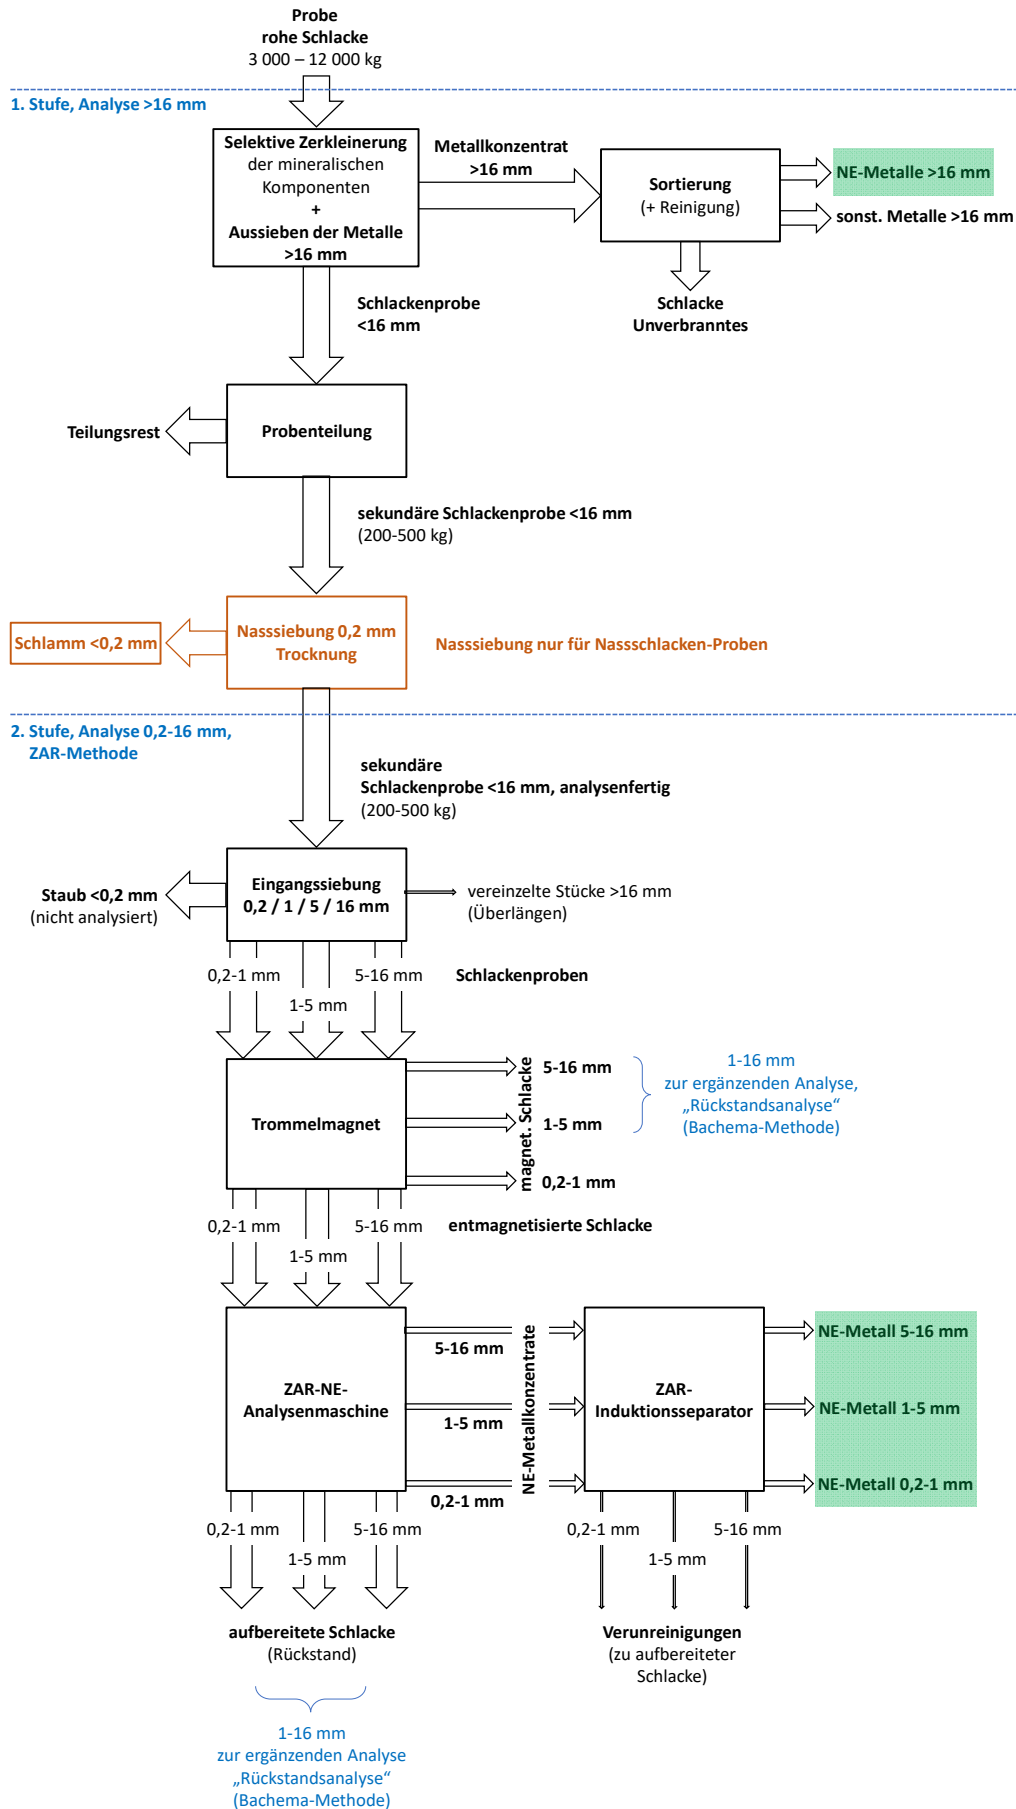 Probe
rohe Schlacke
3 000 – 12 000 kg
1. Stufe, Analyse >16 mm
Selektive Zerkleinerung
der mineralischen
Komponenten
+
Aussieben der Metalle
>16 mm
Metallkonzentrat
>16 mm
Sortierung
(+ Reinigung)
NE-Metalle >16 mm
sonst. Metalle >16 mm
Schlacke
Unverbranntes
Schlackenprobe
<16 mm
Teilungsrest
Probenteilung
sekundäre Schlackenprobe <16 mm
(200-500 kg)
Schlamm <0,2 mm
Nasssiebung 0,2 mm
Trocknung
Nasssiebung nur für Nassschlacken-Proben
2. Stufe, Analyse 0,2-16 mm,
ZAR-Methode
sekundäre
Schlackenprobe <16 mm, analysenfertig
(200-500 kg)
Staub <0,2 mm
(nicht analysiert)
Eingangssiebung
0,2 / 1 / 5 / 16 mm
vereinzelte Stücke >16 mm
(Überlängen)
0,2-1 mm
1-5 mm
5-16 mm
Schlackenproben
Trommelmagnet
magnet. Schlacke
5-16 mm
1-5 mm
0,2-1 mm
1-16 mm
zur ergänzenden Analyse,
„Rückstandsanalyse“
(Bachema-Methode)
0,2-1 mm
1-5 mm
5-16 mm
entmagnetisierte Schlacke
ZAR-NE-
Analysenmaschine
5-16 mm
1-5 mm
0,2-1 mm
NE-Metallkonzentrate
ZAR-
Induktionsseparator
NE-Metall 5-16 mm
NE-Metall 1-5 mm
NE-Metall 0,2-1 mm
0,2-1 mm
1-5 mm
5-16 mm
0,2-1 mm
1-5 mm
5-16 mm
aufbereitete Schlacke
(Rückstand)
Verunreinigungen
(zu aufbereiteter
Schlacke)
1-16 mm
zur ergänzenden Analyse
„Rückstandsanalyse“
(Bachema-Methode)